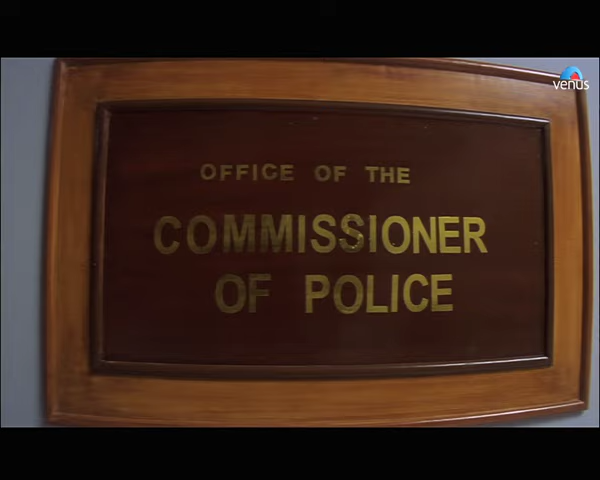 venus
OFFICE OF THE
COMMISSIONER
OF POLICE